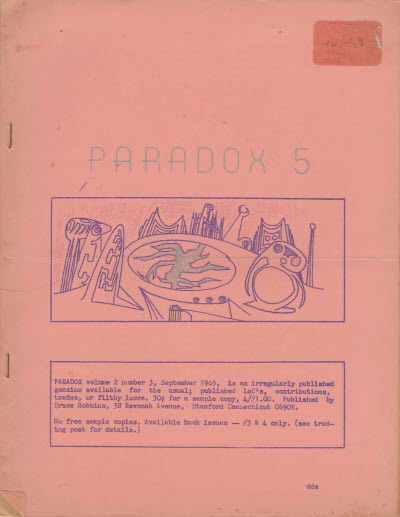 PARADOX 5
PARADOX volume 2 number 3, September 1965, is an irregularly published
genzine available for the usual; published LoC's, contributions,
trades, or filthy lucre. 30¢ for a sample copy, 4/$1.00. Published by
Bruce Robbins, 58 Revonah Avenue, Stamford Connecticut 06905.
No free sample copies. Available back issues -- #3 & 4 only. (see trad-
ing post for details.)
dds